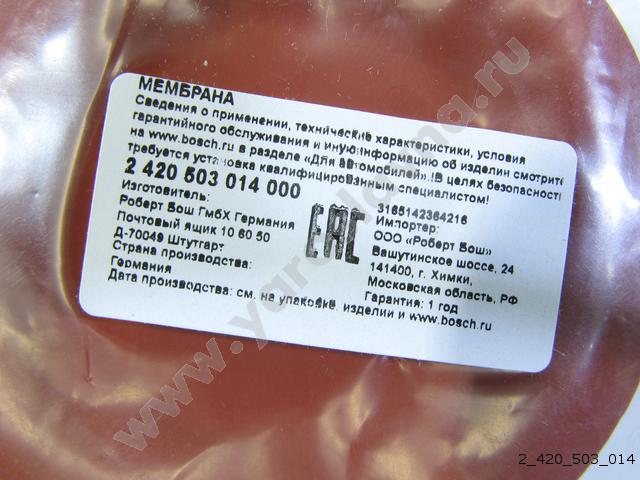 МЕМБРАНА
Сведения о применении, технические характеристики, условия
гарантийного обслуживания и иную информацию об изделии смотрите
на www.bosch.ru в разделе «Для автомобилей»!В целях безопасности
требуется установка квалифицированным специалистом!
2 420 503 014 000
Изготовитель:
Роберт Бош ГмбХ Германия
Почтовый ящик 10 60 50
Д-70049 Штутгарт
Страна производства:
Германия
Дата производства: см. на упаковке, изделии и www.bosch.ru
EAC
3165142364216
Импортер:
ООО «Роберт Бош»
Вашутинское шоссе, 24
141400, г. Химки,
Московская область, РФ
Гарантия: 1 год
2_420_503_014